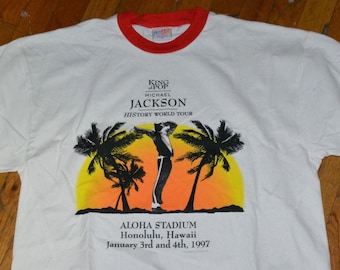 KING
of POP
MICHAEL
JACKSON
HISTORY WORLD TOUR
ALOHA STADIUM
Honolulu, Hawaii
January 3rd and 4th, 1997